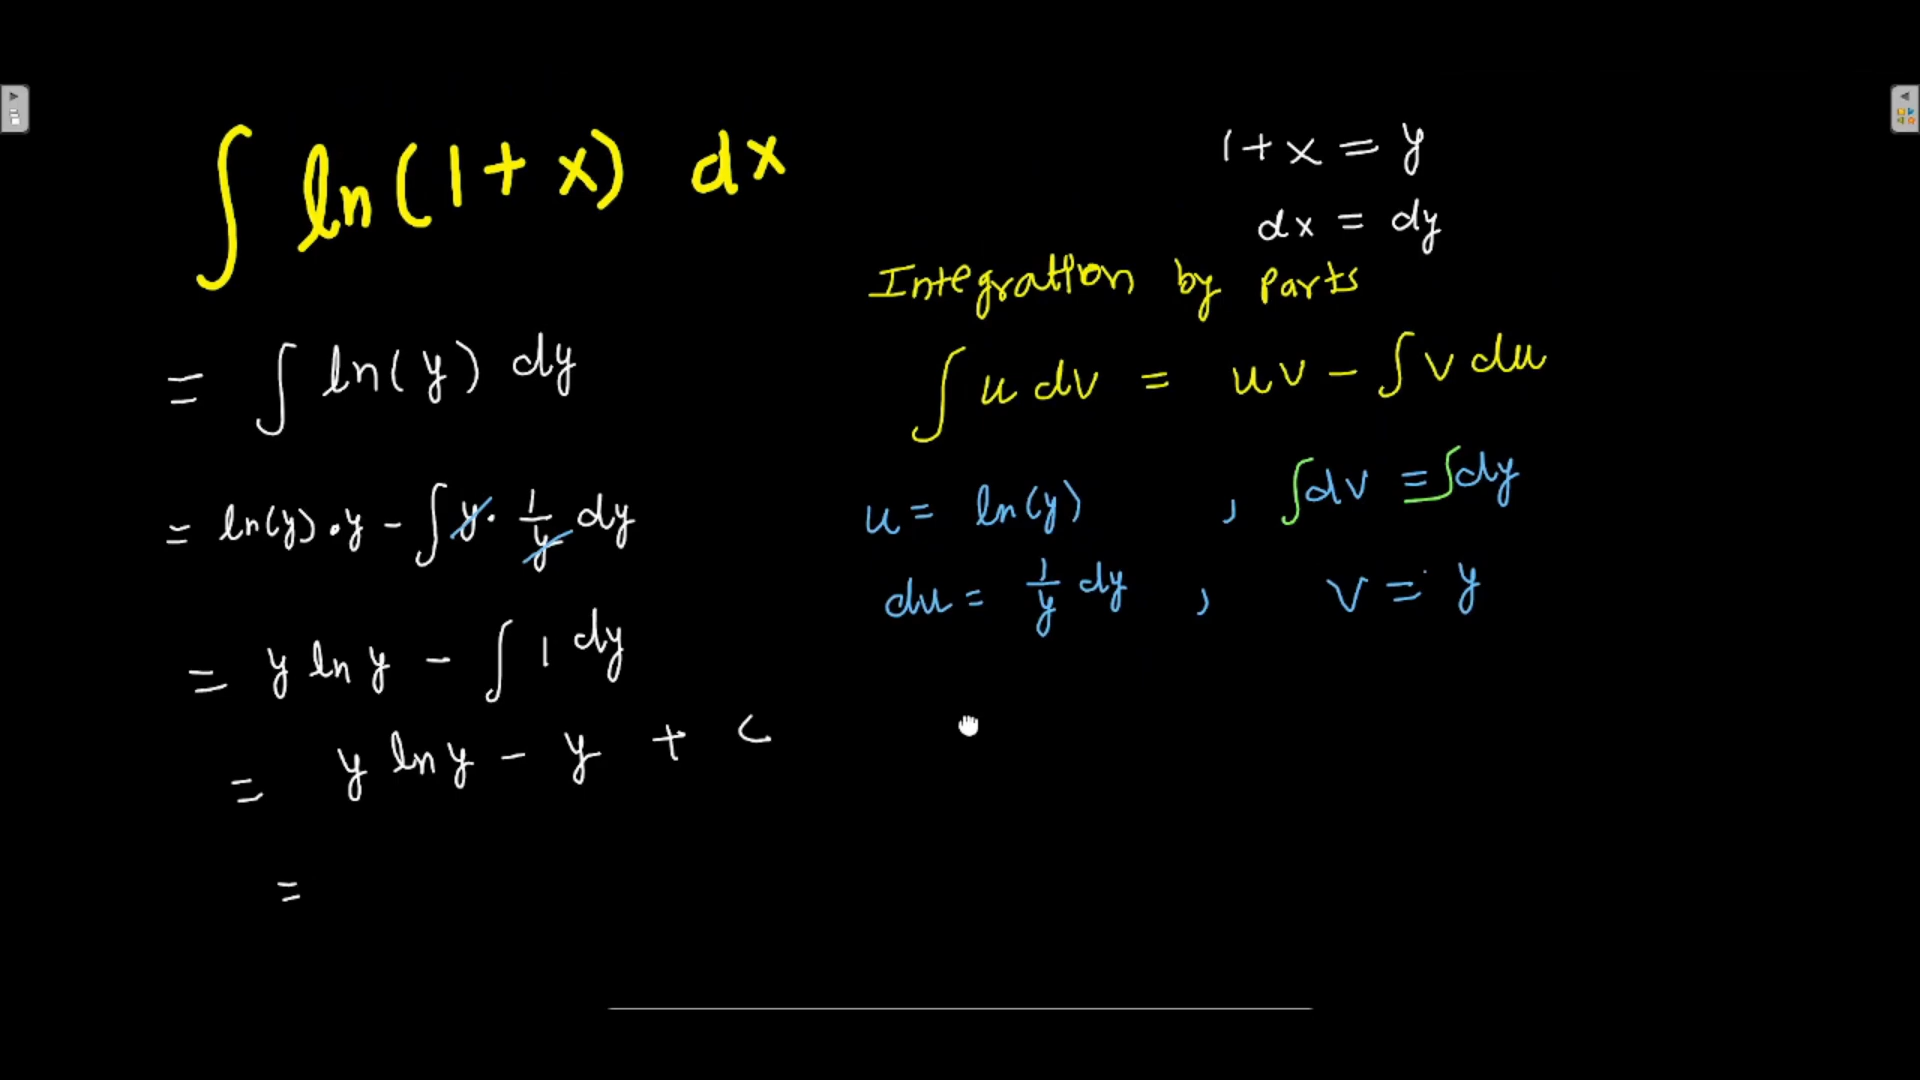 ∫ ln(1+x) dx
1+x = y
dx = dy
Integration by Parts
= ∫ ln(y) dy
∫ u dv = uv - ∫ v du
= ln(y)·y - ∫ y · 1/y dy
u = ln(y) , ∫dv = ∫dy
du = 1/y dy , v = y
= y ln y - ∫ 1 dy
= y ln y - y + c
=